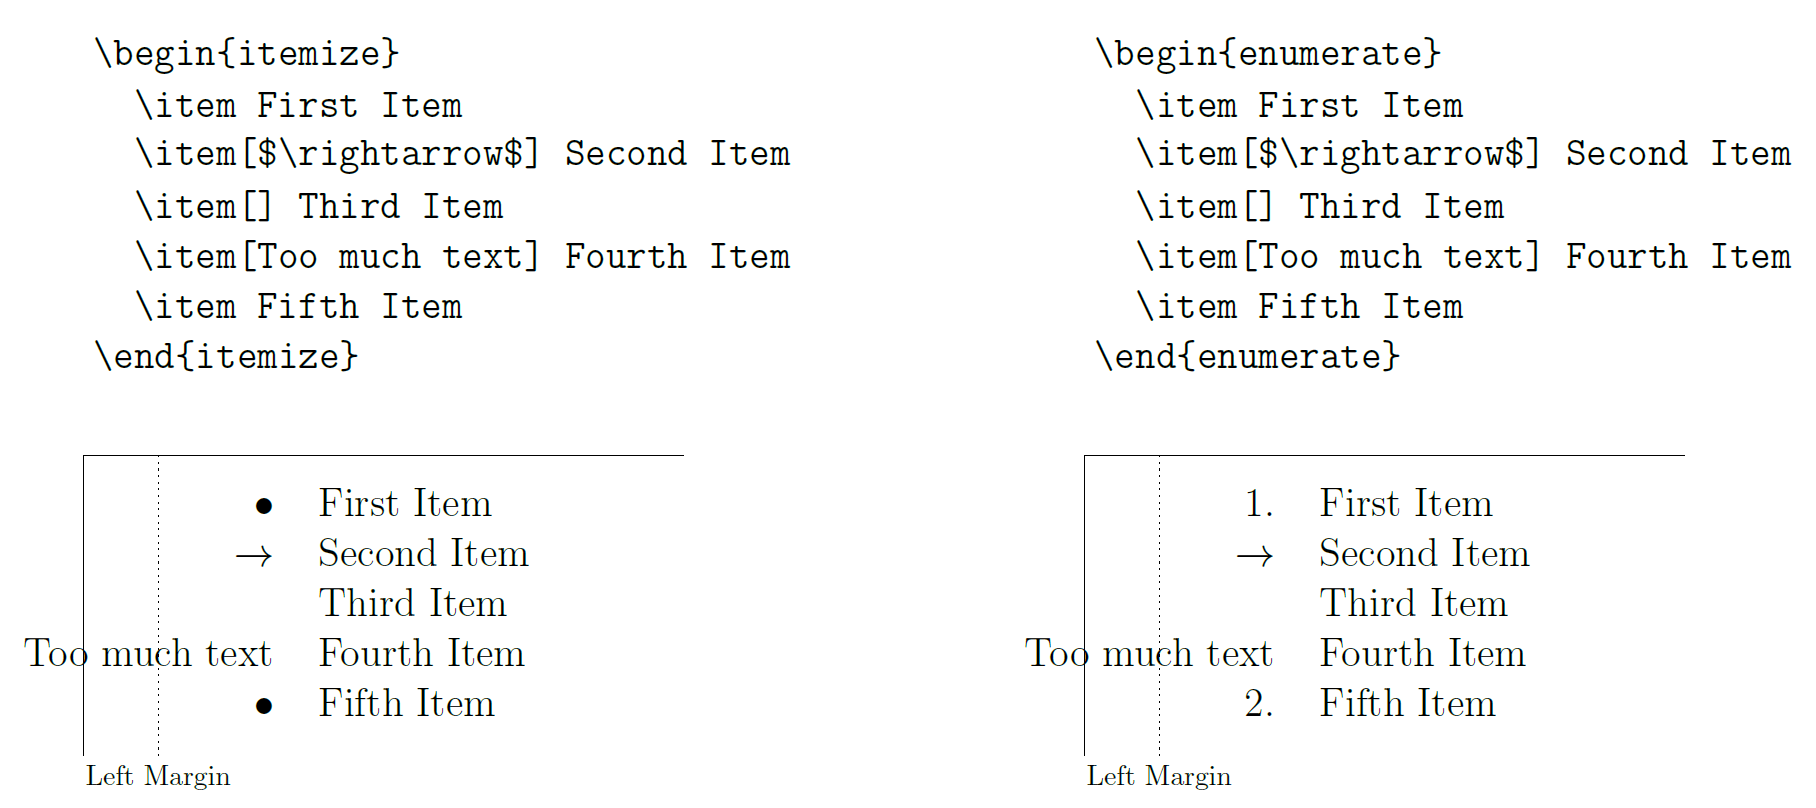 \begin{itemize}
\item First Item
\item[$\rightarrow$] Second Item
\item[] Third Item
\item[Too much text] Fourth Item
\item Fifth Item
\end{itemize}
• First Item
→ Second Item
Third Item
Too much text Fourth Item
• Fifth Item
Left Margin
\begin{enumerate}
\item First Item
\item[$\rightarrow$] Second Item
\item[] Third Item
\item[Too much text] Fourth Item
\item Fifth Item
\end{enumerate}
1. First Item
→ Second Item
Third Item
Too much text Fourth Item
2. Fifth Item
Left Margin